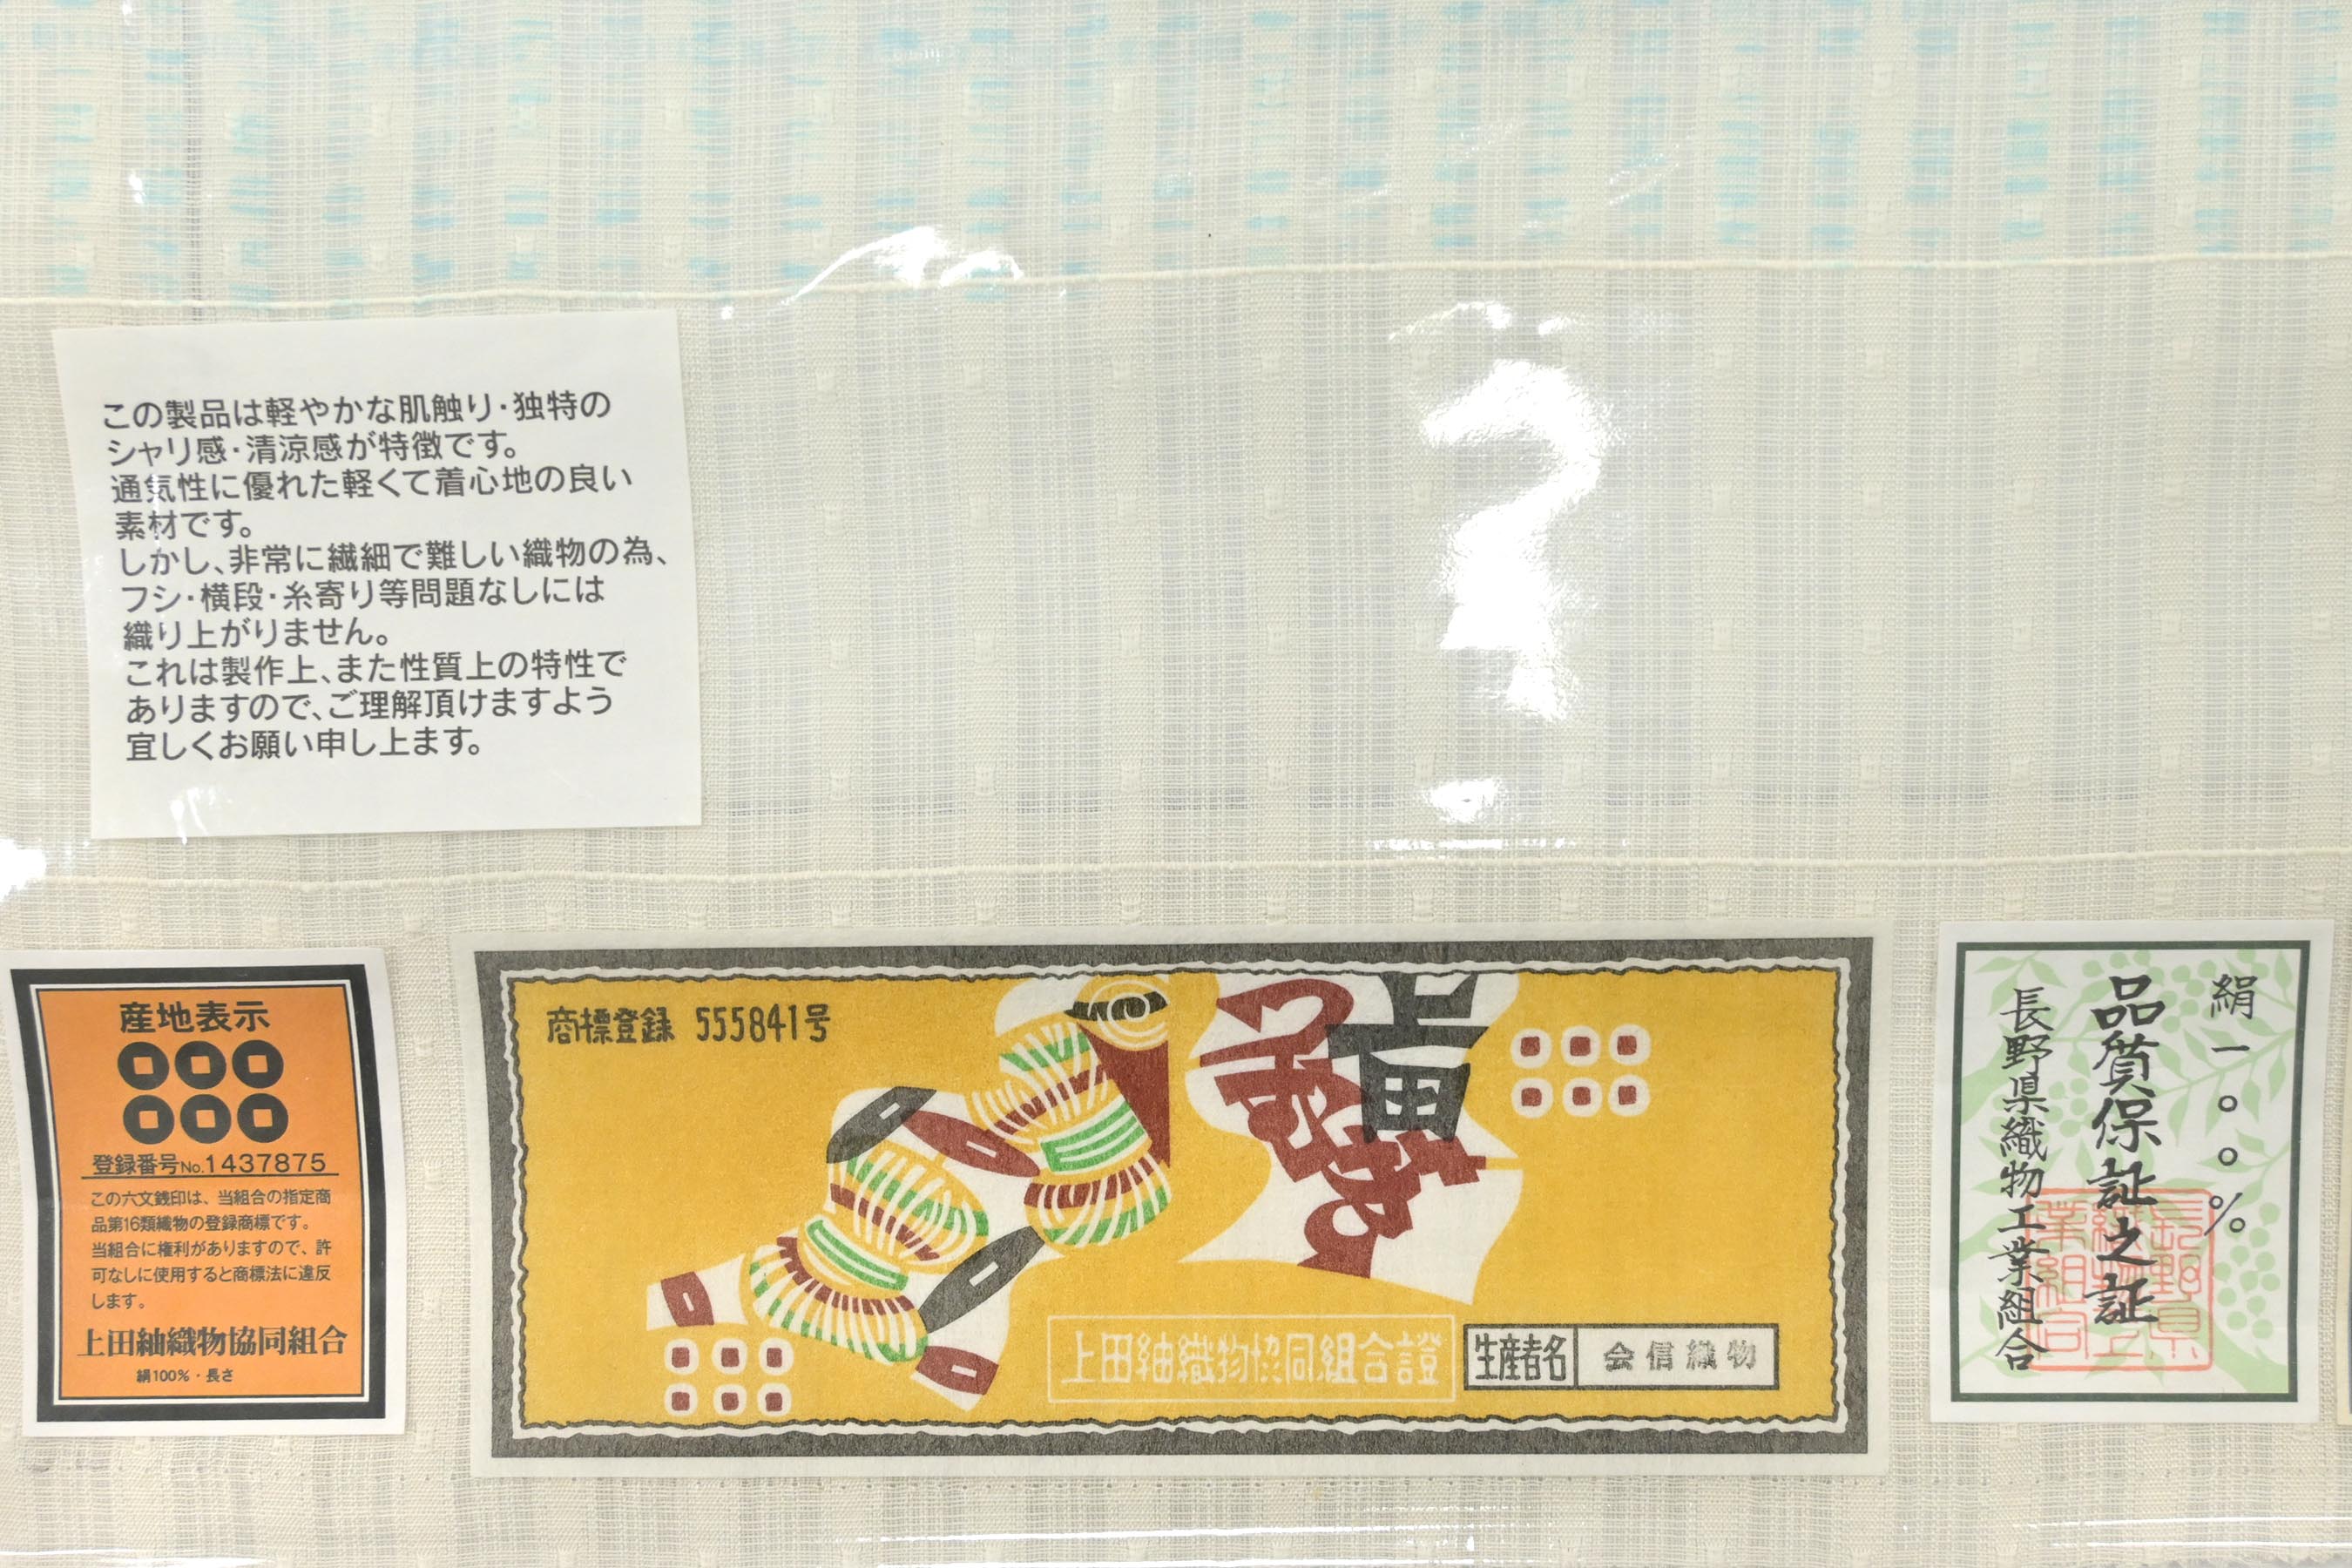 この製品は軽やかな肌触り・独特の
シャリ感・清涼感が特徴です。
通気性に優れた軽くて着心地の良い
素材です。
しかし、非常に繊細で難しい織物の為、
フシ・横段・糸寄り等問題なしには
織り上がりません。
これは製作上、また性質上の特性で
ありますので、ご理解頂けますよう
宜しくお願い申し上ます。
産地表示
登録番号No.1437875
この六文銭印は、当組合の指定商
品第16類織物の登録商標です。
当組合に権利がありますので、許
可なしに使用すると商標法に違反
します。
上田紬織物協同組合
絹100%・長さ
商標登録 555841号
上田
上田紬織物協同組合證
生産者名 会信織物
絹一〇〇%
品質保証之証
長野県織物工業組合